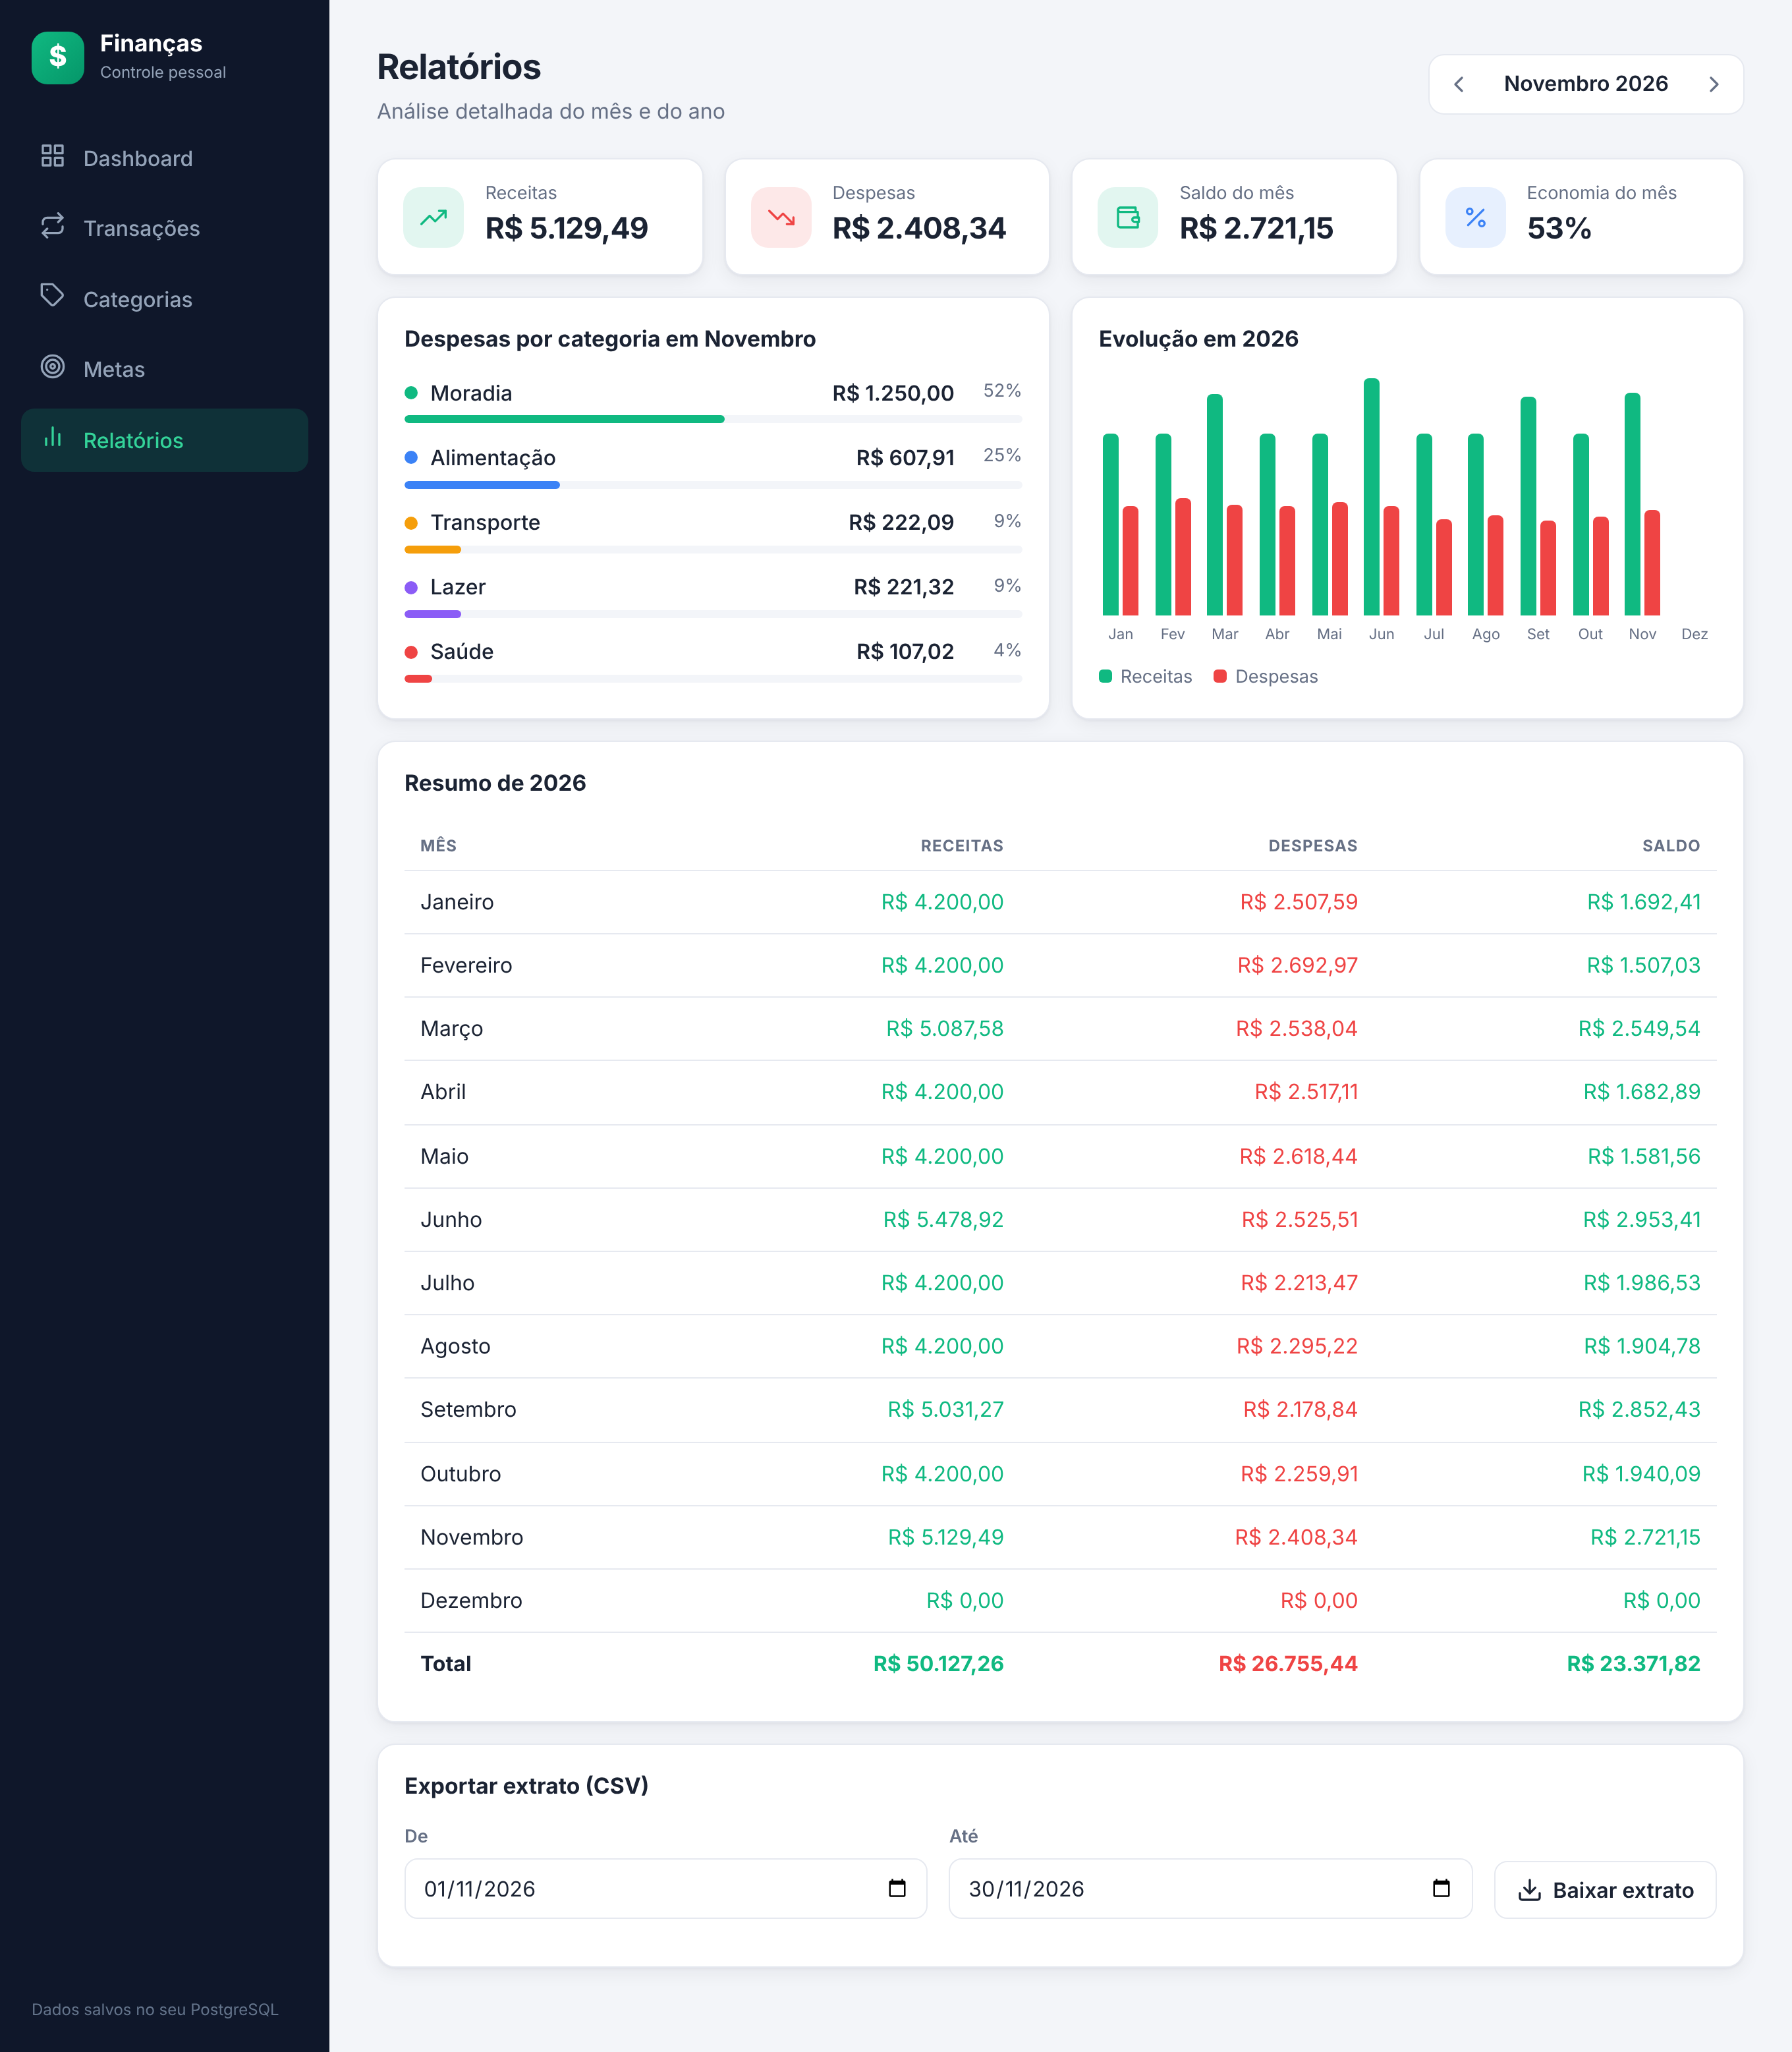 $
Finanças
Controle pessoal
Dashboard
Transações
Categorias
Metas
Relatórios
Dados salvos no seu PostgreSQL
Relatórios
Análise detalhada do mês e do ano
Novembro 2026
Receitas
R$ 5.129,49
Despesas
R$ 2.408,34
Saldo do mês
R$ 2.721,15
Economia do mês
53%
Despesas por categoria em Novembro
Moradia R$ 1.250,00 52%
Alimentação R$ 607,91 25%
Transporte R$ 222,09 9%
Lazer R$ 221,32 9%
Saúde R$ 107,02 4%
Evolução em 2026
Jan Fev Mar Abr Mai Jun Jul Ago Set Out Nov Dez
Receitas Despesas
Resumo de 2026
MÊS RECEITAS DESPESAS SALDO
Janeiro R$ 4.200,00 R$ 2.507,59 R$ 1.692,41
Fevereiro R$ 4.200,00 R$ 2.692,97 R$ 1.507,03
Março R$ 5.087,58 R$ 2.538,04 R$ 2.549,54
Abril R$ 4.200,00 R$ 2.517,11 R$ 1.682,89
Maio R$ 4.200,00 R$ 2.618,44 R$ 1.581,56
Junho R$ 5.478,92 R$ 2.525,51 R$ 2.953,41
Julho R$ 4.200,00 R$ 2.213,47 R$ 1.986,53
Agosto R$ 4.200,00 R$ 2.295,22 R$ 1.904,78
Setembro R$ 5.031,27 R$ 2.178,84 R$ 2.852,43
Outubro R$ 4.200,00 R$ 2.259,91 R$ 1.940,09
Novembro R$ 5.129,49 R$ 2.408,34 R$ 2.721,15
Dezembro R$ 0,00 R$ 0,00 R$ 0,00
Total R$ 50.127,26 R$ 26.755,44 R$ 23.371,82
Exportar extrato (CSV)
De Até
01/11/2026 30/11/2026 Baixar extrato